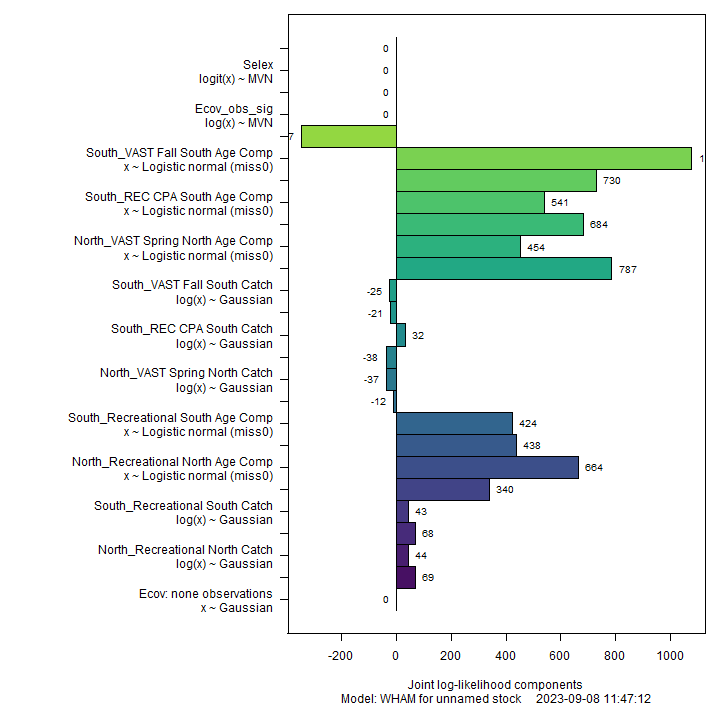 0
Selex
logit(x) ~ MVN
0
0
Ecov_obs_sig
log(x) ~ MVN
0
7
South_VAST Fall South Age Comp
x ~ Logistic normal (miss0)
1
730
South_REC CPA South Age Comp
x ~ Logistic normal (miss0)
541
684
North_VAST Spring North Age Comp
x ~ Logistic normal (miss0)
454
787
South_VAST Fall South Catch
log(x) ~ Gaussian
-25
-21
South_REC CPA South Catch
log(x) ~ Gaussian
32
-38
North_VAST Spring North Catch
log(x) ~ Gaussian
-37
-12
South_Recreational South Age Comp
x ~ Logistic normal (miss0)
424
438
North_Recreational North Age Comp
x ~ Logistic normal (miss0)
664
340
South_Recreational South Catch
log(x) ~ Gaussian
43
68
North_Recreational North Catch
log(x) ~ Gaussian
44
69
Ecov: none observations
x ~ Gaussian
0
-200 0 200 400 600 800 1000
Joint log-likelihood components
Model: WHAM for unnamed stock 2023-09-08 11:47:12